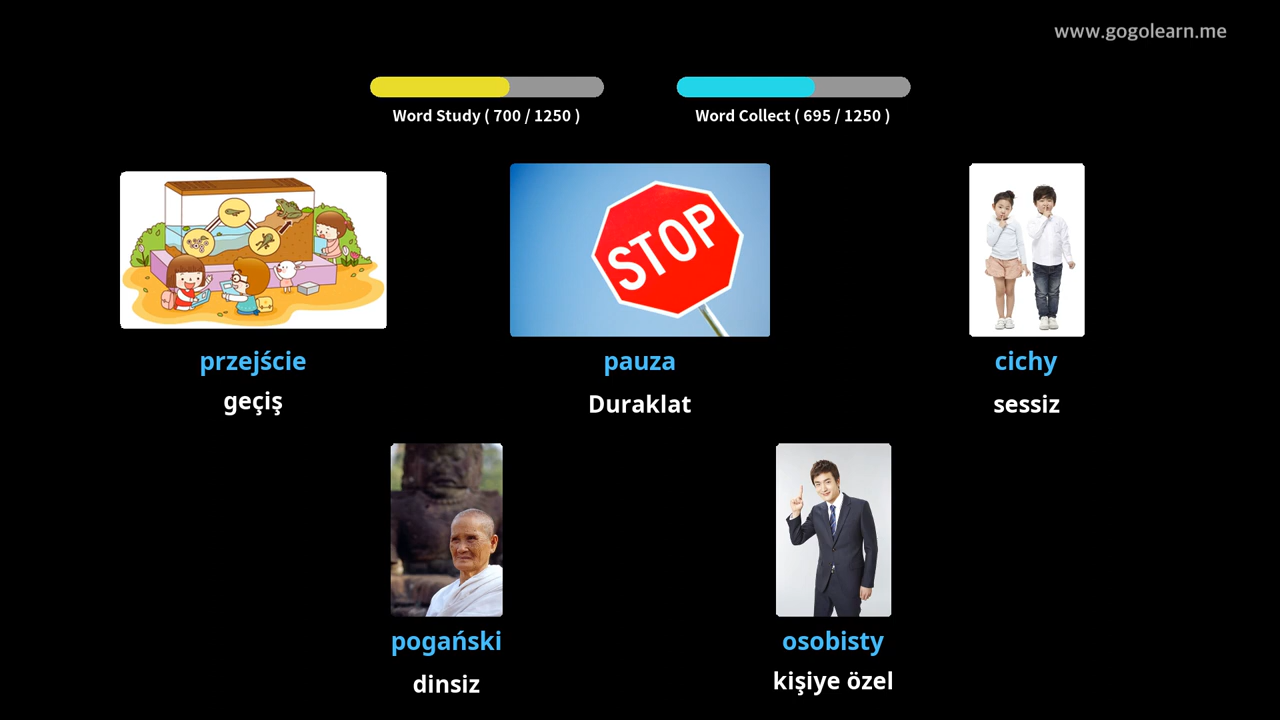 www.gogolearn.me
Word Study ( 700 / 1250 )
Word Collect ( 695 / 1250 )
STOP
przejście
pauza
cichy
geçiş
Duraklat
sessiz
pogański
osobisty
dinsiz
kişiye özel